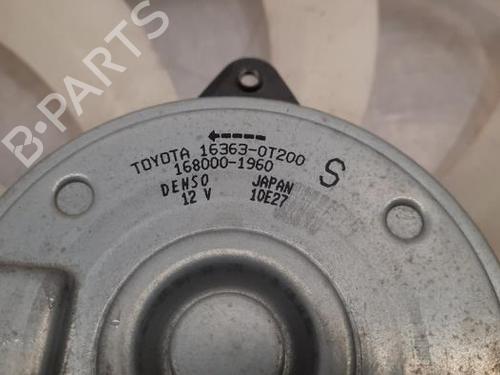 B-PARTS
TOYOTA 16363-0T200
168000-1960 S
DENSO JAPAN
12 V 10E27